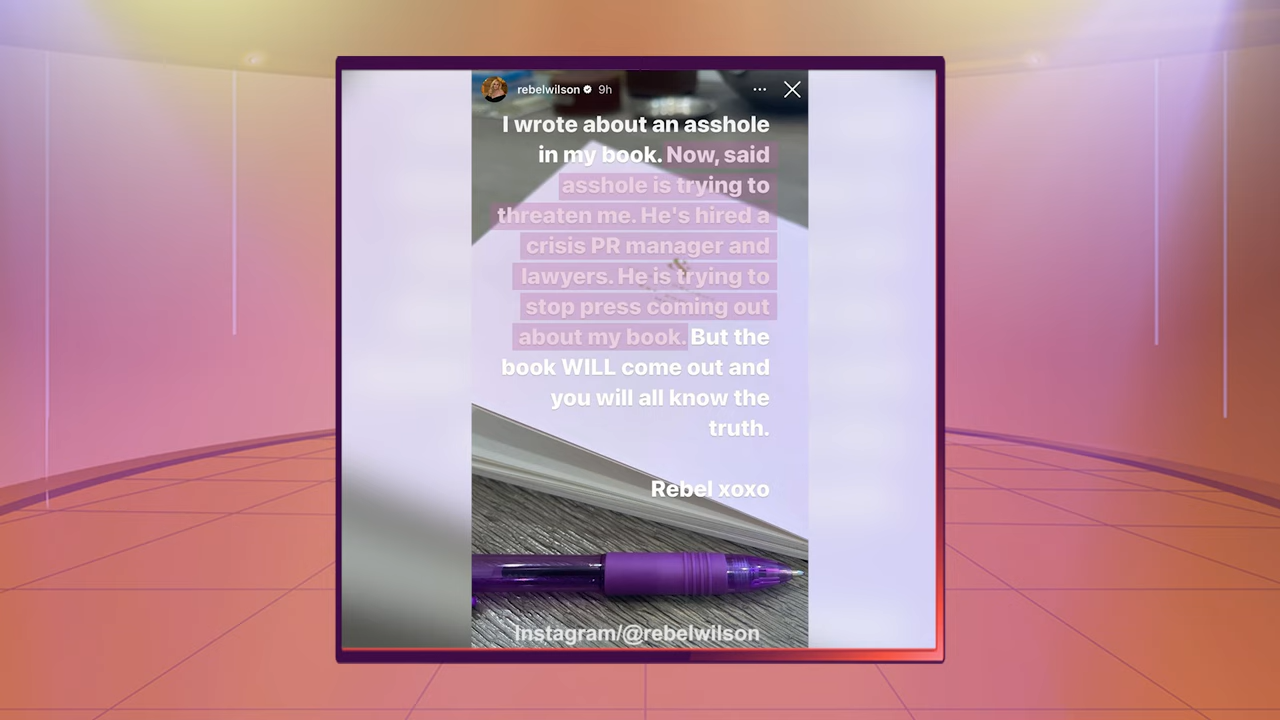 rebelwilson 9h
I wrote about an asshole
in my book. Now, said
asshole is trying to
threaten me. He's hired a
crisis PR manager and
lawyers. He is trying to
stop press coming out
about my book. But the
book WILL come out and
you will all know the
truth.
Rebel xoxo
Instagram/@rebelwilson